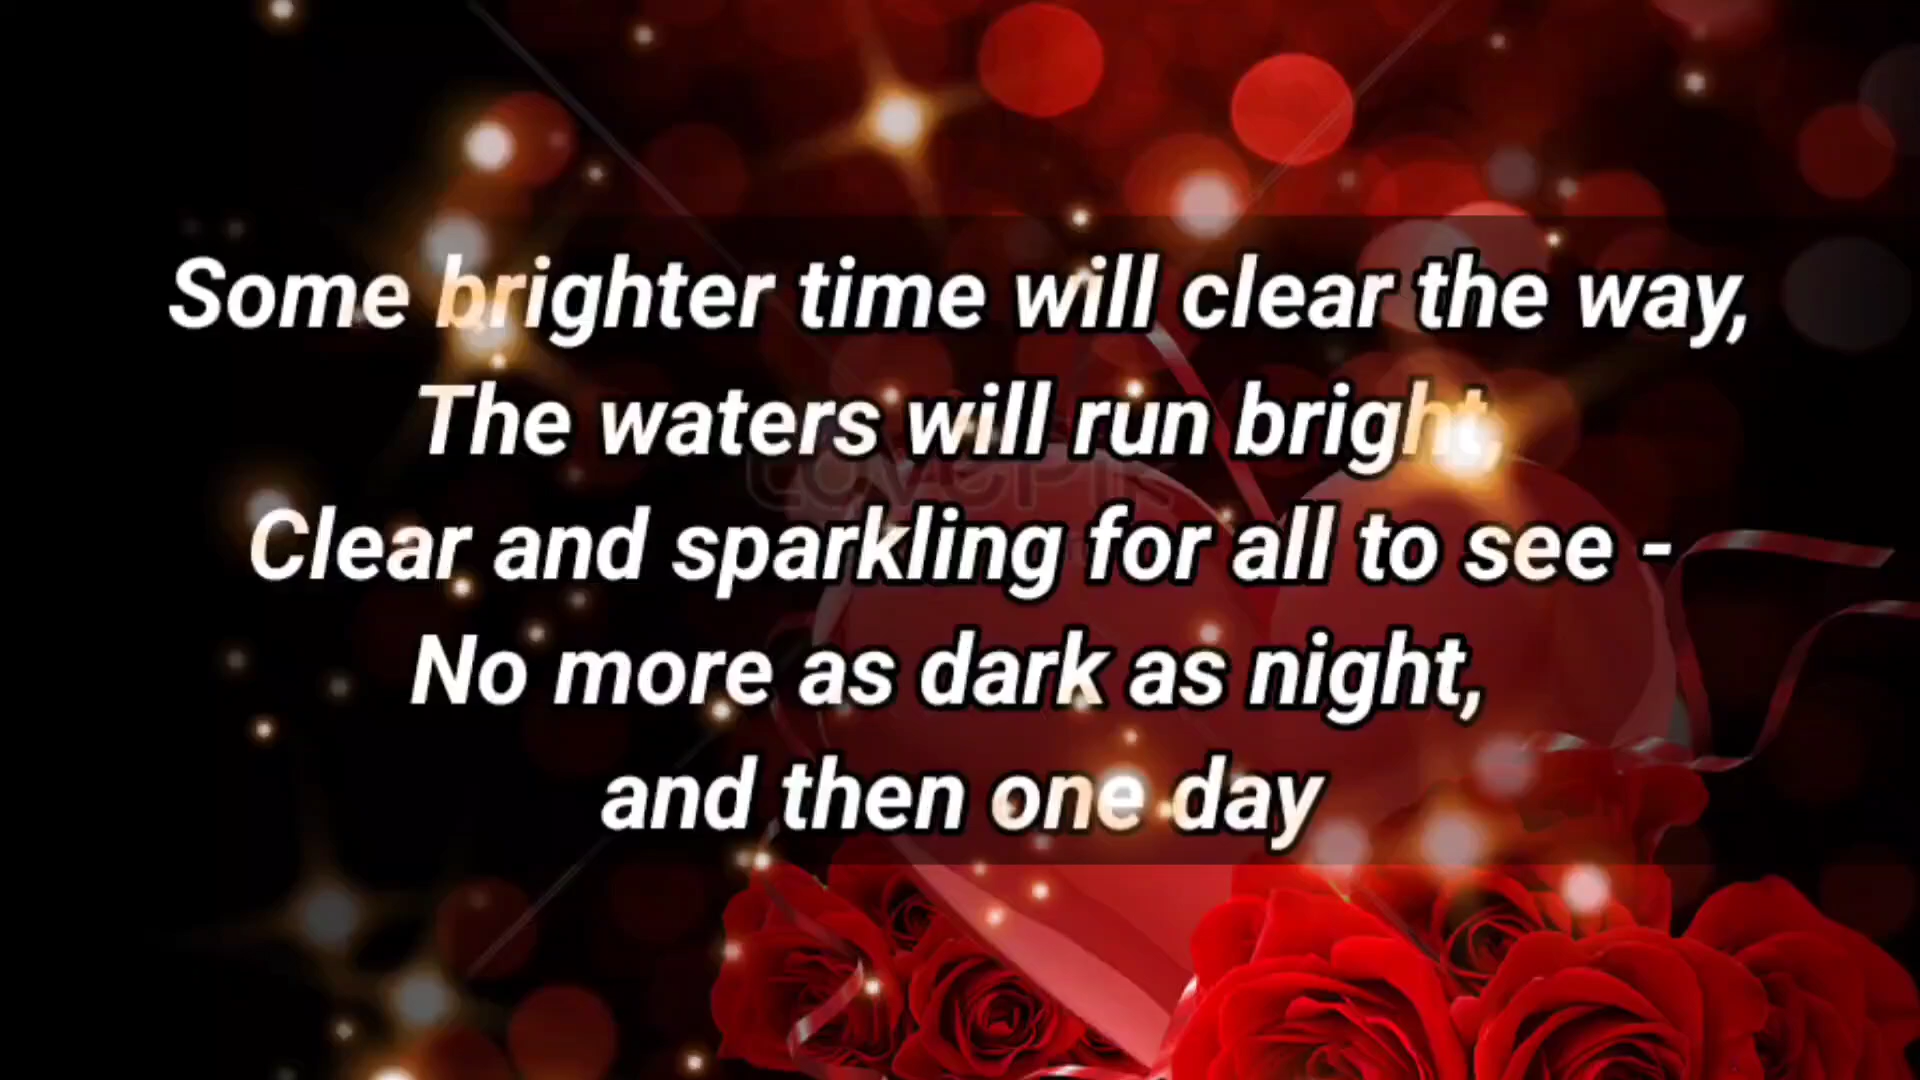 Some brighter time will clear the way,
The waters will run bright,
Clear and sparkling for all to see -
No more as dark as night,
and then one day